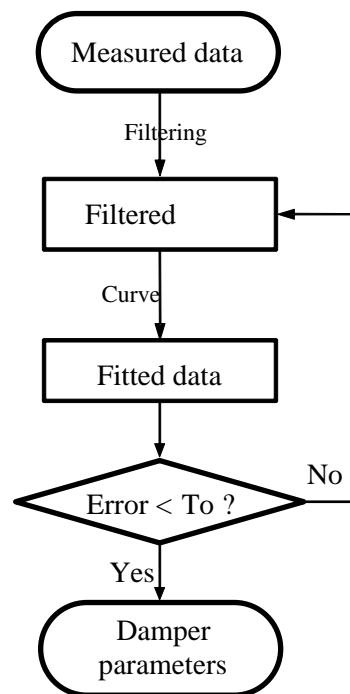 Measured data
Filtering
Filtered
Curve
Fitted data
Error < To ?
No
Yes
Damper
parameters